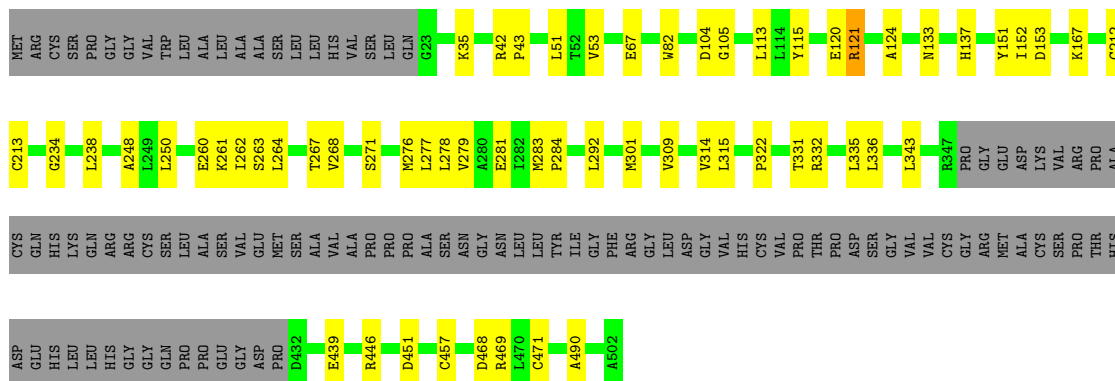 MET ARG CYS SER PRO GLY GLY VAL TRP LEU ALA LEU ALA ALA SER LEU LEU HIS VAL SER LEU GLN G23 K35 R42 P43 L51 T52 V53 E67 W82 D104 G105 L113 L114 Y115 E120 R121 A124 N133 H137 Y151 I152 D153 K167
C213 G234 L238 A248 L249 L250 E260 K261 I262 S263 L264 T267 V268 S271 M276 L277 L278 V279 A280 E281 I282 M283 P284 L292 M301 V309 V314 L315 P322 T331 R332 L335 L336 L343 R347 PRO GLY GLU ASP LYS VAL ARG PRO ALA
CYS GLN HIS LYS GLN ARG ARG CYS SER LEU ALA SER VAL GLU MET SER ALA VAL ALA PRO PRO PRO ALA SER ASN GLY ASN LEU LEU TYR ILE GLY PHE ARG GLY LEU ASP GLY VAL HIS CYS VAL PRO THR PRO ASP SER GLY VAL VAL CYS GLY ARG MET ALA CYS SER PRO THR HIS
ASP GLU HIS LEU LEU HIS GLY GLY GLN PRO PRO GLU GLY ASP PRO D432 E439 R446 D451 C457 D468 R469 L470 C471 A490 A502